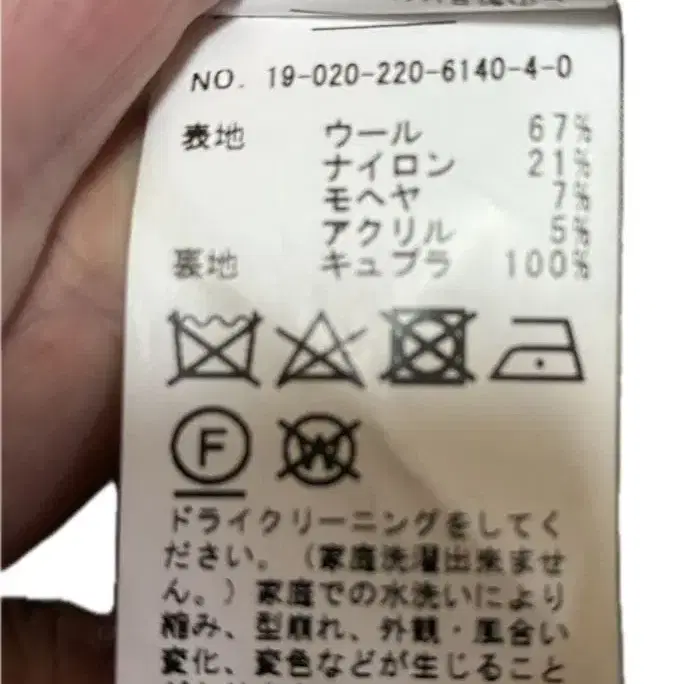 NO. 19-020-220-6140-4-0
表地 ウール 67%
ナイロン 21%
モヘヤ 7%
アクリル 5%
裏地 キュプラ 100%
F W
ドライクリーニングをしてく
ださい。(家庭洗濯出来ませ
ん。)家庭での水洗いにより
縮み、型崩れ、外観・風合い
変化、変色などが生じること